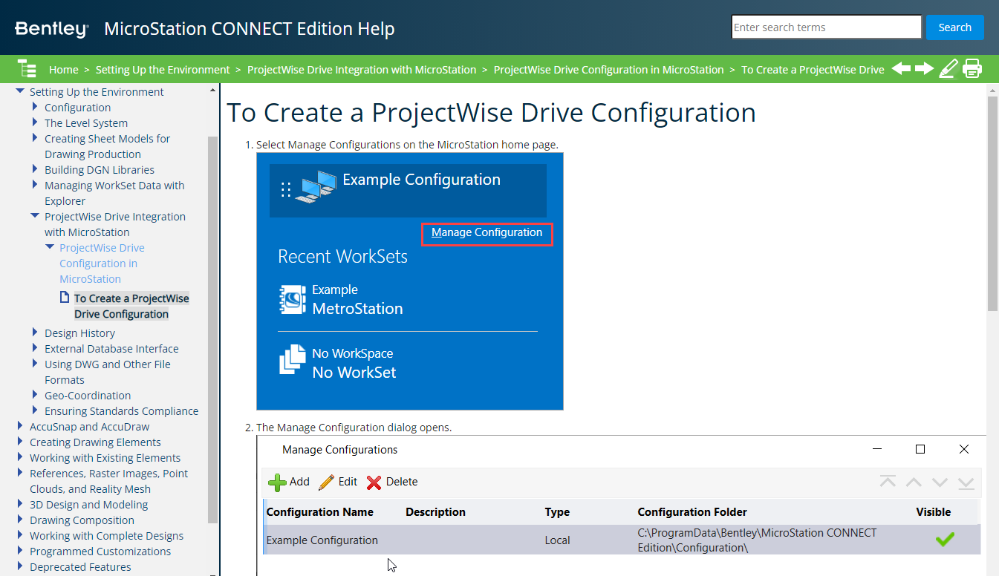 Bentley
MicroStation CONNECT Edition Help
Enter search terms
Search
Home > Setting Up the Environment > ProjectWise Drive Integration with MicroStation > ProjectWise Drive Configuration in MicroStation > To Create a ProjectWise Drive
Setting Up the Environment
Configuration
The Level System
Creating Sheet Models for
Drawing Production
Building DGN Libraries
Managing WorkSet Data with
Explorer
ProjectWise Drive Integration
with MicroStation
ProjectWise Drive
Configuration in
MicroStation
To Create a ProjectWise
Drive Configuration
Design History
External Database Interface
Using DWG and Other File
Formats
Geo-Coordination
Ensuring Standards Compliance
AccuSnap and AccuDraw
Creating Drawing Elements
Working with Existing Elements
References, Raster Images, Point
Clouds, and Reality Mesh
3D Design and Modeling
Drawing Composition
Working with Complete Designs
Programmed Customizations
Deprecated Features
To Create a ProjectWise Drive Configuration
1. Select Manage Configurations on the MicroStation home page.
Example Configuration
Manage Configuration
Recent WorkSets
Example
MetroStation
No WorkSpace
No WorkSet
2. The Manage Configuration dialog opens.
Manage Configurations
Add Edit Delete
Configuration Name Description Type Configuration Folder Visible
Example Configuration Local C:\ProgramData\Bentley\MicroStation CONNECT
Edition\Configuration\